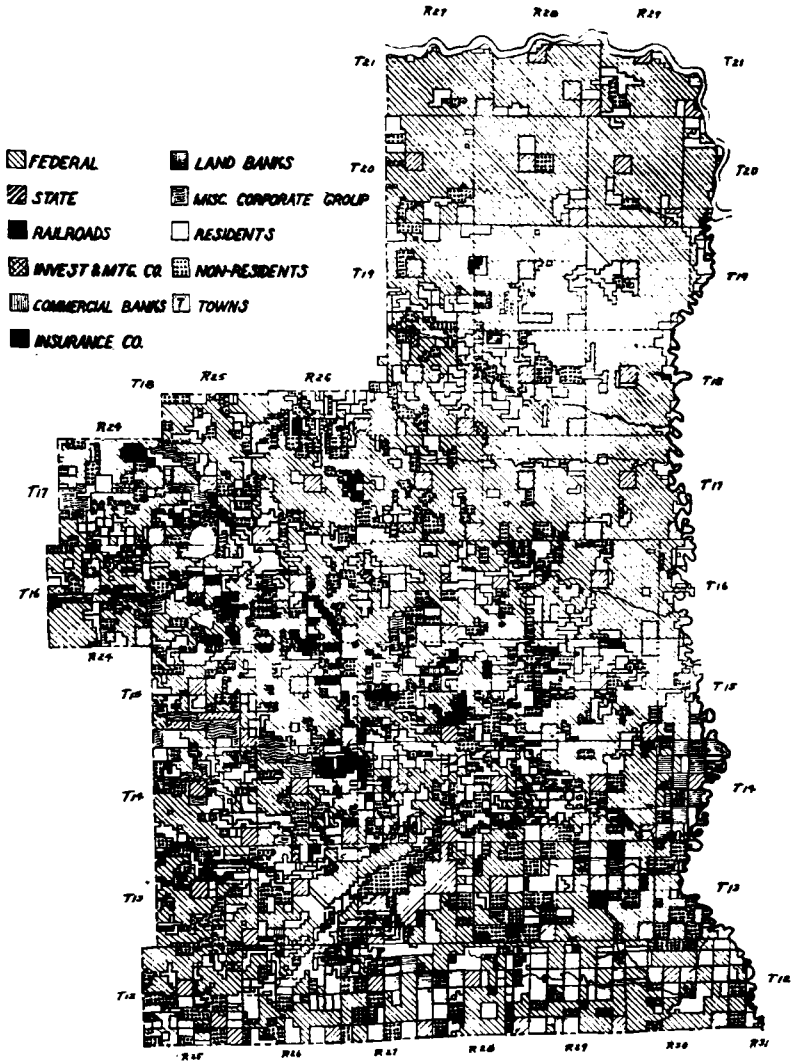 R27 R28 R29
T21 T21
FEDERAL LAND BANKS
T20 T20
STATE MISC. CORPORATE GROUP
RAILROADS RESIDENTS
INVEST & MTG. CO. NON-RESIDENTS
T19 T19
COMMERCIAL BANKS T TOWNS
INSURANCE CO.
T18 R25 R26 T18
R24
T17 T17
T16 T16
R24
T15 T15
T14 T14
T13 T13
T12 T12
R25 R26 R27 R28 R29 R30 R31